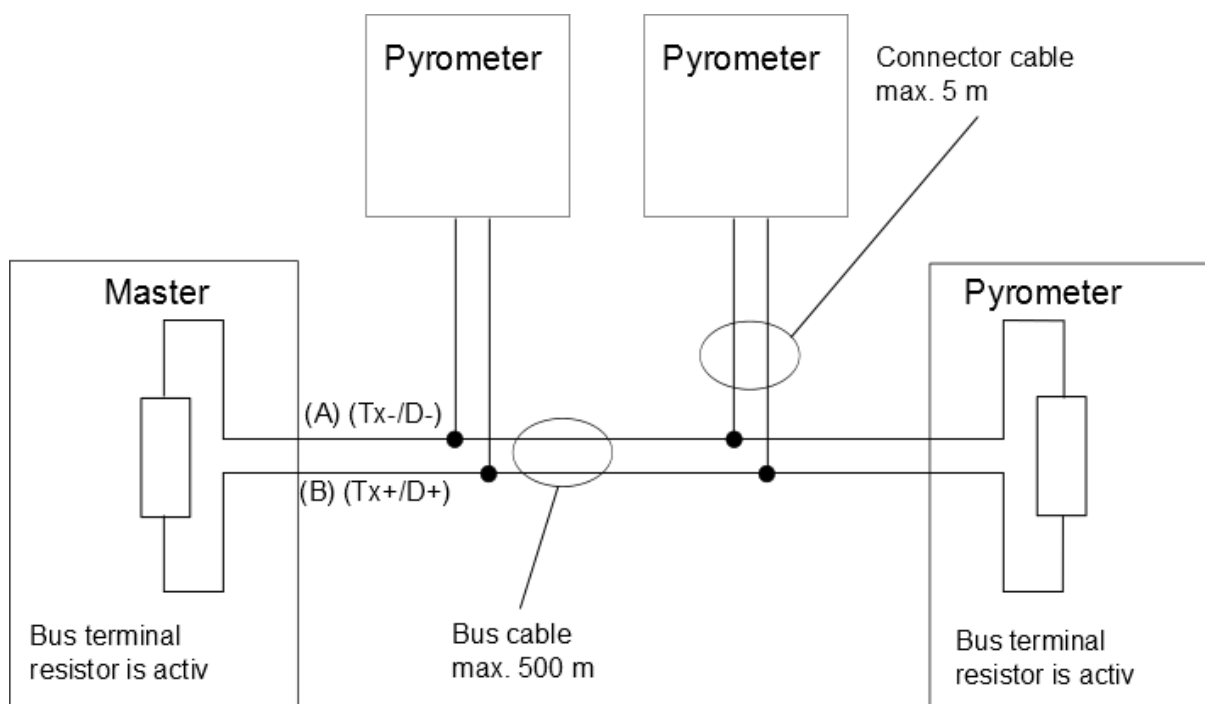 Pyrometer
Pyrometer
Connector cable
max. 5 m
Master
Pyrometer
(A) (Tx-/D-)
(B) (Tx+/D+)
Bus terminal
resistor is activ
Bus cable
max. 500 m
Bus terminal
resistor is activ